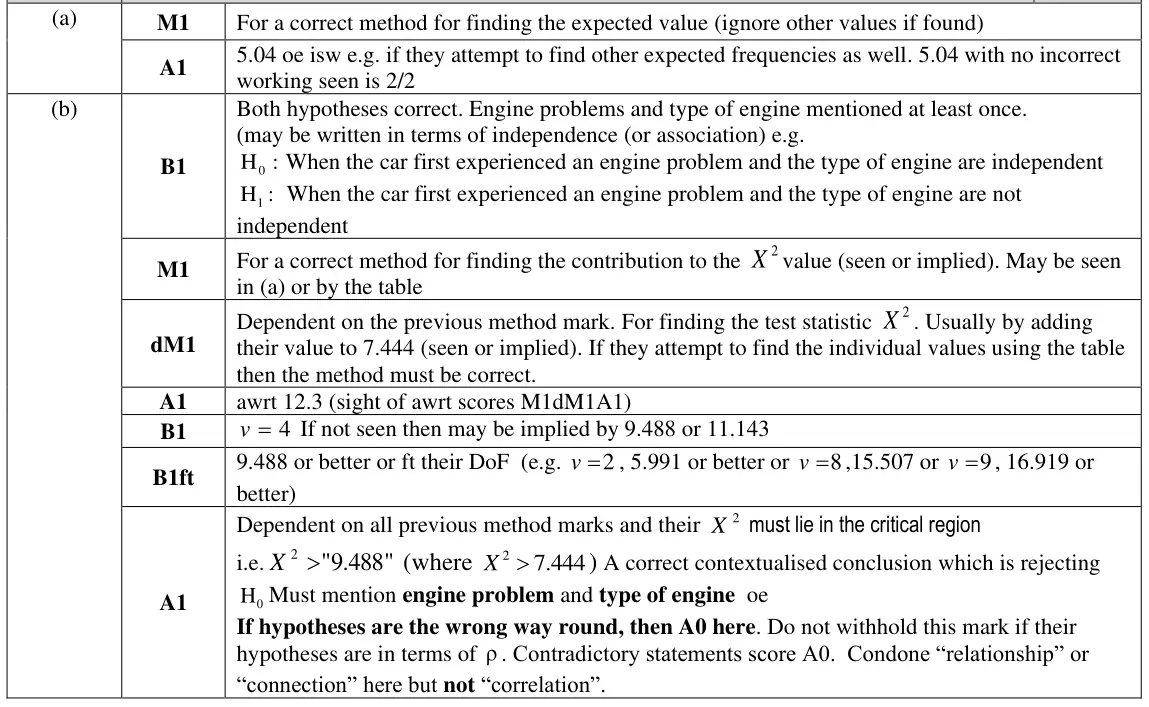 (a)
M1
For a correct method for finding the expected value (ignore other values if found)
A1
5.04 oe isw e.g. if they attempt to find other expected frequencies as well. 5.04 with no incorrect
working seen is 2/2
(b)
B1
Both hypotheses correct. Engine problems and type of engine mentioned at least once.
(may be written in terms of independence (or association) e.g.
H₀ : When the car first experienced an engine problem and the type of engine are independent
H₁ : When the car first experienced an engine problem and the type of engine are not
independent
M1
For a correct method for finding the contribution to the X² value (seen or implied). May be seen
in (a) or by the table
dM1
Dependent on the previous method mark. For finding the test statistic X². Usually by adding
their value to 7.444 (seen or implied). If they attempt to find the individual values using the table
then the method must be correct.
A1
awrt 12.3 (sight of awrt scores M1dM1A1)
B1
v = 4 If not seen then may be implied by 9.488 or 11.143
B1ft
9.488 or better or ft their DoF (e.g. v =2 , 5.991 or better or v =8 ,15.507 or v =9 , 16.919 or
better)
A1
Dependent on all previous method marks and their X² must lie in the critical region
i.e. X² >"9.488" (where X² > 7.444 ) A correct contextualised conclusion which is rejecting
H₀ Must mention engine problem and type of engine oe
If hypotheses are the wrong way round, then A0 here. Do not withhold this mark if their
hypotheses are in terms of ρ . Contradictory statements score A0. Condone “relationship” or
“connection” here but not “correlation”.